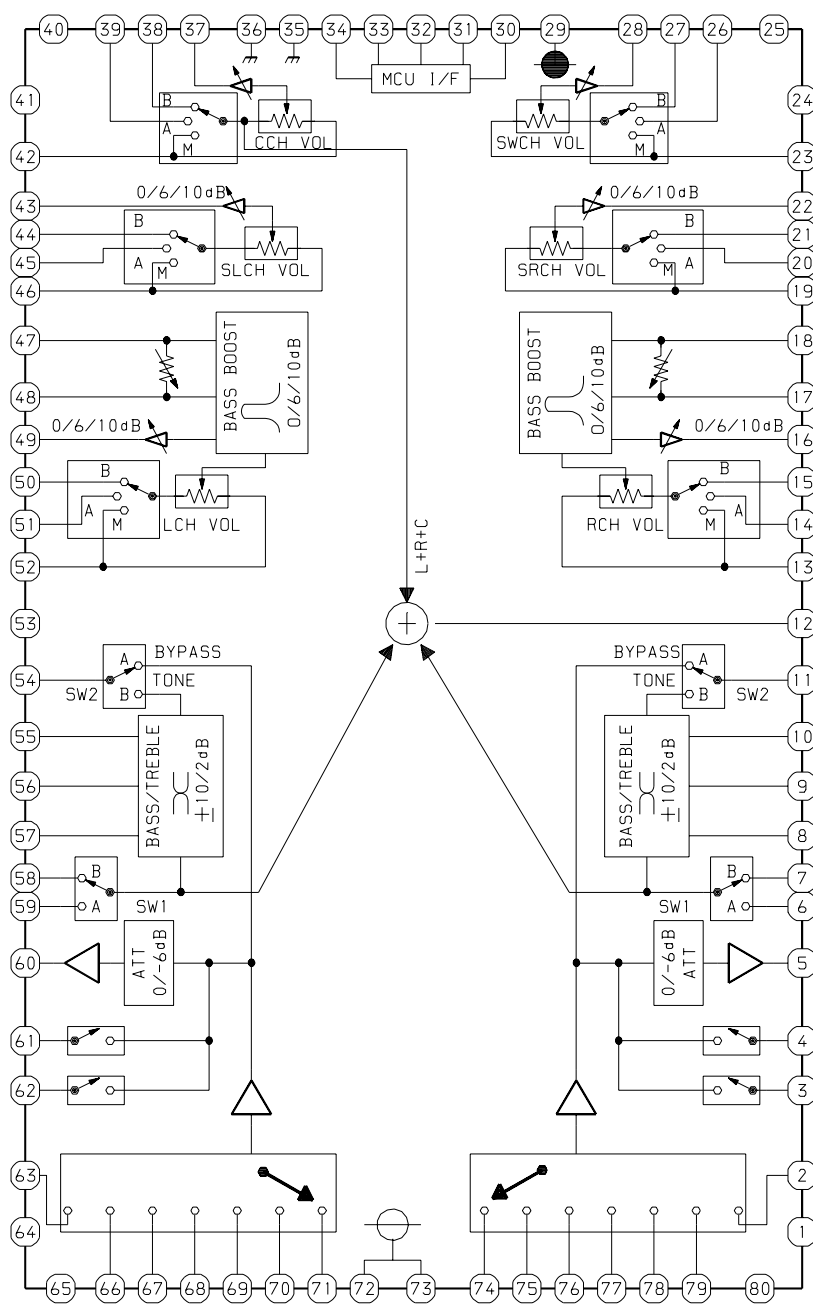 40 39 38 37 36 35 34 33 32 31 30 29 28 27 26 25
MCU I/F
41 B B 24
A A
M CCH VOL SWCH VOL M
42 23
43 0/6/10dB 0/6/10dB 22
44 B B 21
45 A A 20
M SLCH VOL SRCH VOL M
46 19
47 BASS BOOST 0/6/10dB BASS BOOST 0/6/10dB 18
48 17
49 0/6/10dB 0/6/10dB 16
50 B B 15
51 A A 14
M LCH VOL RCH VOL M
52 13
L+R+C
53 12
A BYPASS BYPASS A
54 11
SW2 B TONE TONE B SW2
55 BASS/TREBLE ±10/2dB BASS/TREBLE ±10/2dB 10
56 9
57 8
58 B B 7
59 A SW1 SW1 A 6
60 ATT 0/-6dB 0/-6dB ATT 5
61 4
62 3
63 2
64 1
65 66 67 68 69 70 71 72 73 74 75 76 77 78 79 80